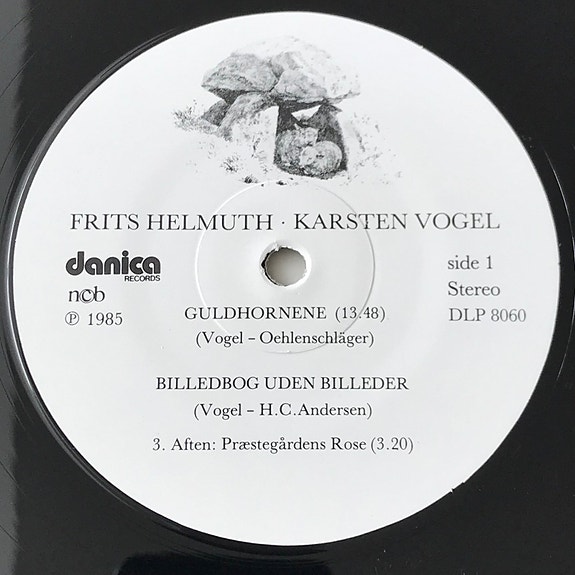 FRITS HELMUTH · KARSTEN VOGEL
danica
RECORDS
ncb
℗ 1985
side 1
Stereo
DLP 8060
GULDHORNENE (13.48)
(Vogel – Oehlenschläger)
BILLEDBOG UDEN BILLEDER
(Vogel – H.C.Andersen)
3. Aften: Præstegårdens Rose (3.20)